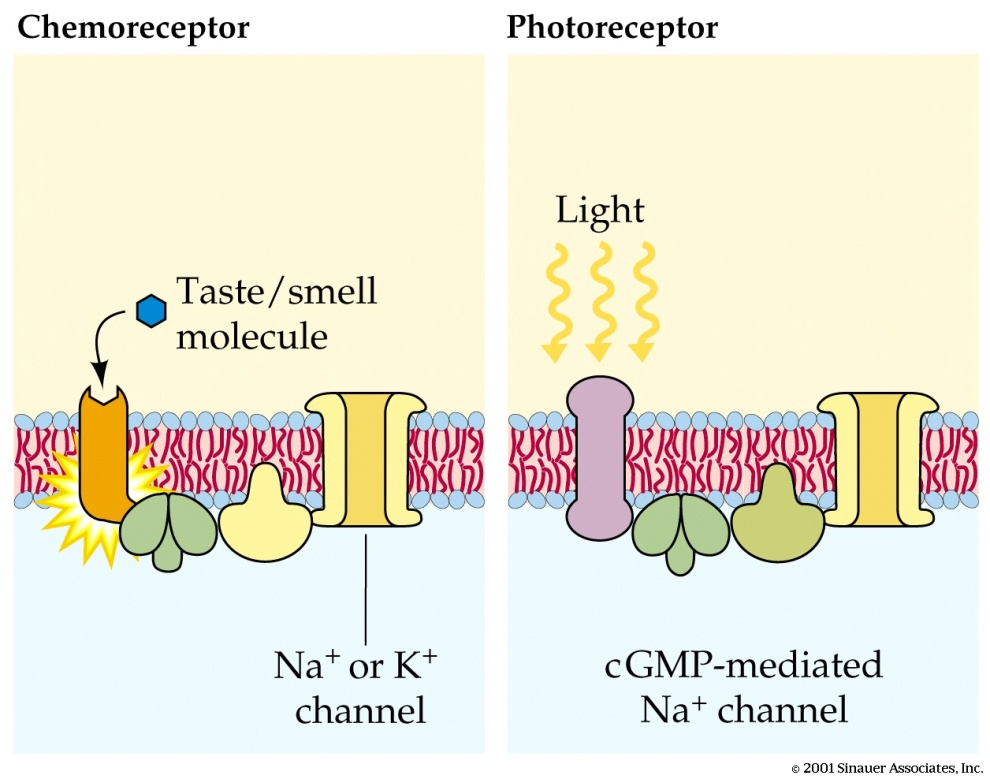 Chemoreceptor
Taste/smell
molecule
Na⁺ or K⁺
channel
Photoreceptor
Light
cGMP-mediated
Na⁺ channel
© 2001 Sinauer Associates, Inc.